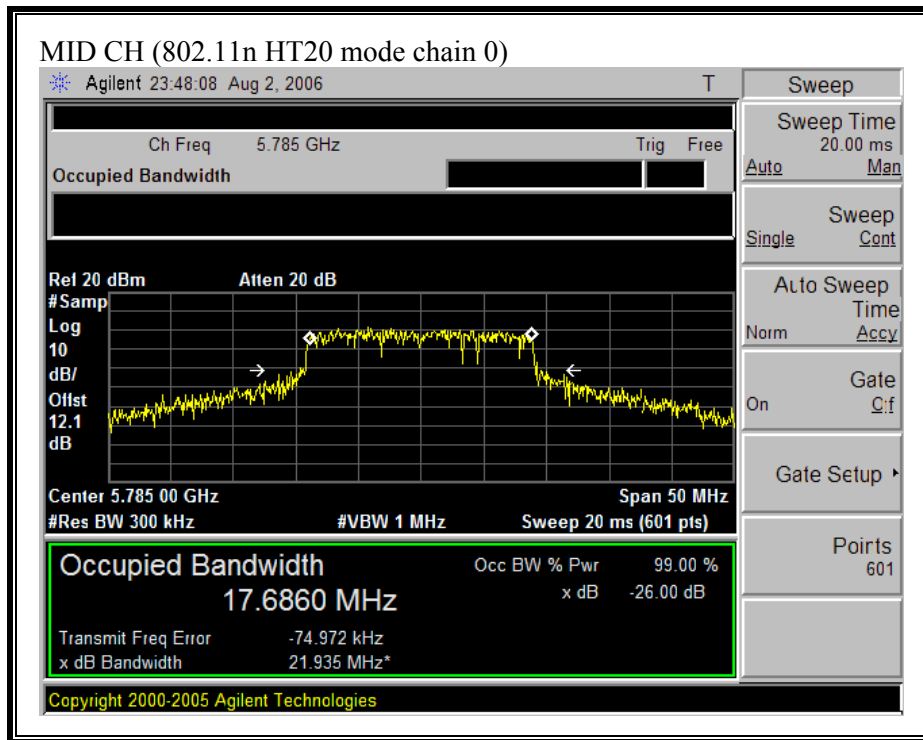 MID CH (802.11n HT20 mode chain 0)
Agilent 23:48:08 Aug 2, 2006 T
Ch Freq 5.785 GHz Trig Free
Occupied Bandwidth
Ref 20 dBm Atten 20 dB
#Samp
Log
10
dB/
Offst
12.1
dB
Center 5.785 00 GHz Span 50 MHz
#Res BW 300 kHz #VBW 1 MHz Sweep 20 ms (601 pts)
Occupied Bandwidth Occ BW % Pwr 99.00 %
17.6860 MHz x dB -26.00 dB
Transmit Freq Error -74.972 kHz
x dB Bandwidth 21.935 MHz*
Copyright 2000-2005 Agilent Technologies
Sweep
Sweep Time
20.00 ms
Auto Man
Sweep
Single Cont
Auto Sweep
Time
Norm Accy
Gate
On Off
Gate Setup
Points
601